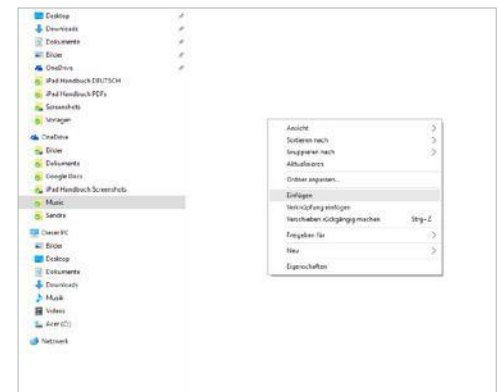 Desktop
Downloads
Dokumente
Bilder
OneDrive
iPad Handbuch DEUTSCH
iPad Handbuch PDFs
Screenshots
Vorlagen
OneDrive
Bilder
Dokumente
Google Docs
iPad Handbuch Screenshots
Music
Sandra
Dieser PC
Bilder
Desktop
Dokumente
Downloads
Musik
Videos
Acer (C:)
Netzwerk
Ansicht
Sortieren nach
Gruppieren nach
Aktualisieren
Ordner anpassen...
Einfügen
Verknüpfung einfügen
Verschieben rückgängig machen Strg+Z
Freigeben für
Neu
Eigenschaften